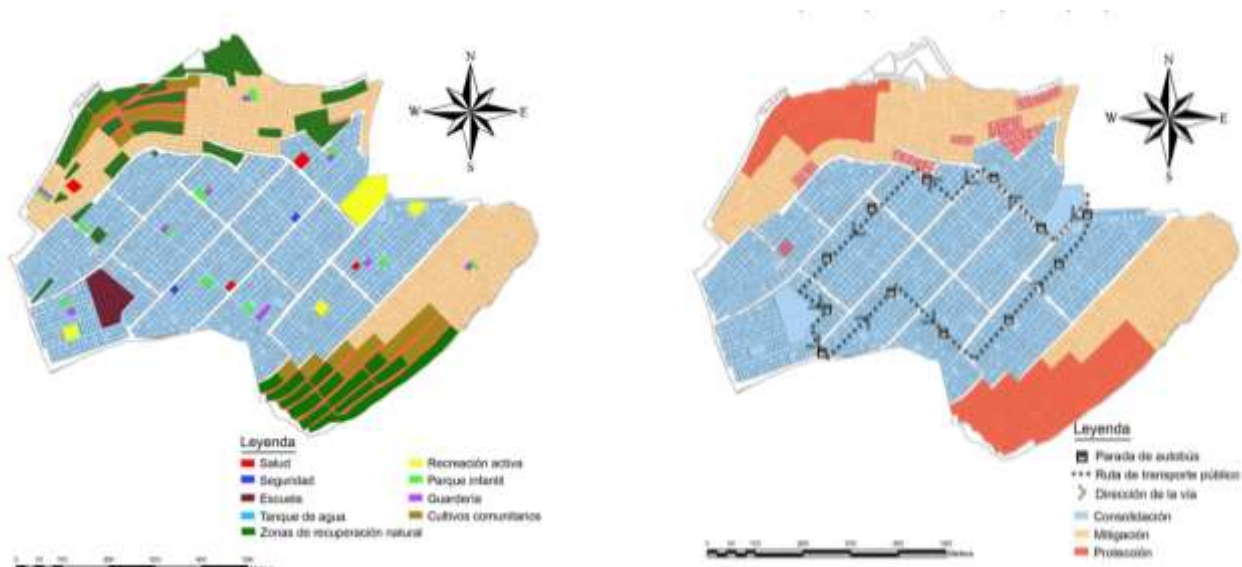 N
W E
S
Leyenda
Salud
Seguridad
Escuela
Tanque de agua
Zonas de recuperación natural
Recreación activa
Parque infantil
Guardería
Cultivos comunitarios
N
W E
S
Leyenda
Parada de autobús
Ruta de transporte público
Dirección de la vía
Consolidación
Mitigación
Protección